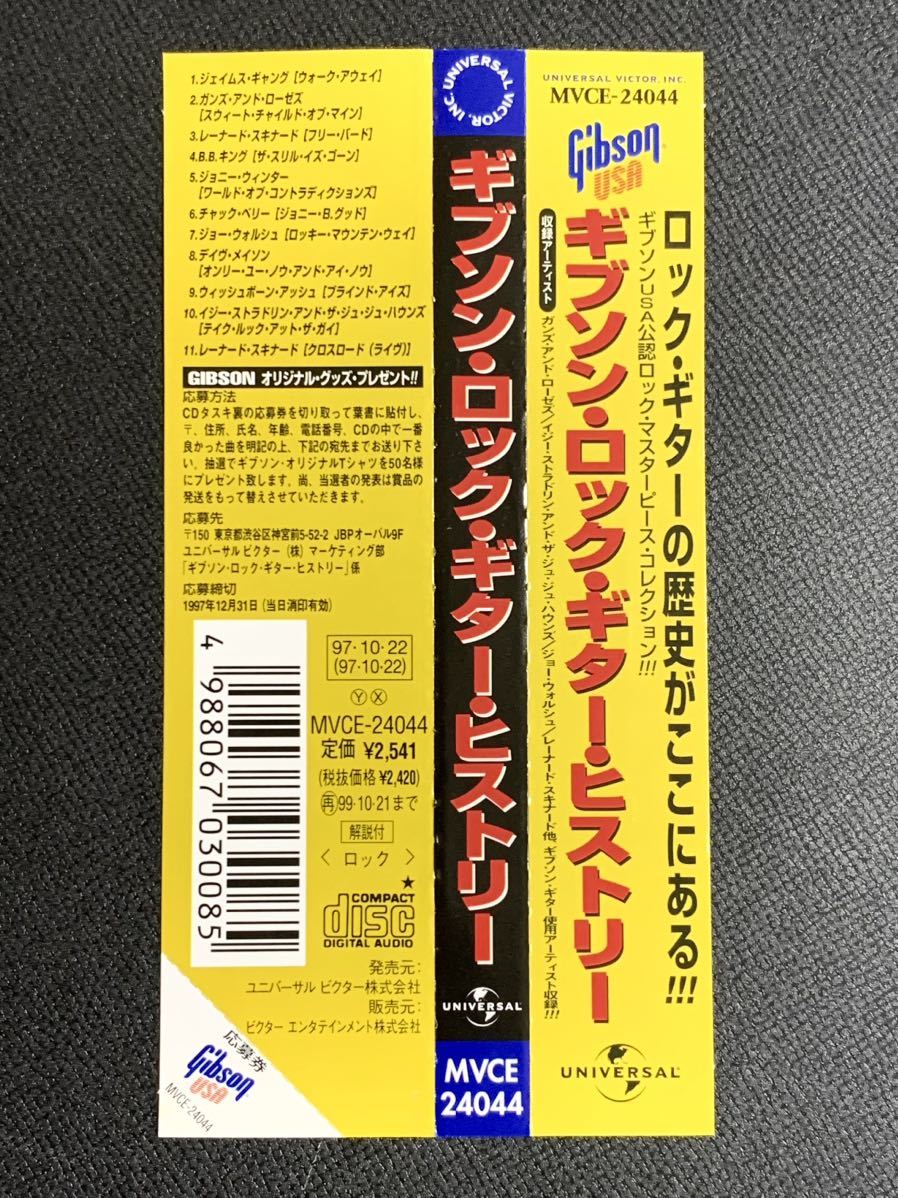 1.ジェイムス・ギャング [ウォーク・アウェイ]
2.ガンズ・アンド・ローゼズ
[スウィート・チャイルド・オブ・マイン]
3.レーナード・スキナード [フリー・バード]
4.B.B.キング [ザ・スリル・イズ・ゴーン]
5.ジョニー・ウィンター
[ワールド・オブ・コントラディクションズ]
6.チャック・ベリー [ジョニー・B.グッド]
7.ジョー・ウォルシュ [ロッキー・マウンテン・ウェイ]
8.デイヴ・メイソン
[オンリー・ユー・ノウ・アンド・アイ・ノウ]
9.ウィッシュボーン・アッシュ [ブラインド・アイズ]
10.イジー・ストラドリン・アンド・ザ・ジュ・ジュ・ハウンズ
[テイク・ルック・アット・ザ・ガイ]
11.レーナード・スキナード [クロスロード (ライヴ)]
GIBSON オリジナル・グッズ・プレゼント!!
応募方法
CDタスキ裏の応募券を切り取って葉書に貼付し、
〒、住所、氏名、年齢、電話番号、CDの中で一番
良かった曲を明記の上、下記の宛先までお送り下さ
い。抽選でギブソン・オリジナルTシャツを50名様
にプレゼント致します。尚、当選者の発表は賞品の
発送をもって替えさせていただきます。
応募先
〒150 東京都渋谷区神宮前5-52-2 JBPオーバル9F
ユニバーサル ビクター (株) マーケティング部
「ギブソン・ロック・ギター・ヒストリー」係
応募締切
1997年12月31日 (当日消印有効)
4 988067 030085
97・10・22
(97・10・22)
Ⓨ Ⓧ
MVCE-24044
定価 ¥2,541
(税抜価格¥2,420)
再99・10・21まで
解説付
〈 ロック 〉
★
COMPACT
disc
DIGITAL AUDIO
発売元:
ユニバーサル ビクター株式会社
販売元:
ビクター エンタテインメント株式会社
応募券
Gibson
USA
MVCE-24044
UNIVERSAL VICTOR, INC.
ギブソン・ロック・ギター・ヒストリー
UNIVERSAL
MVCE
24044
UNIVERSAL VICTOR, INC.
MVCE-24044
Gibson
USA
ロック・ギターの歴史がここにある!!!
ギブソンUSA公認ロック・マスターピース・コレクション!!!
ギブソン・ロック・ギター・ヒストリー
収録アーティスト
ガンズ・アンド・ローゼズ/イジー・ストラドリン・アンド・ザ・ジュ・ジュ・ハウンズ/ジョー・ウォルシュ/レーナード・スキナード他、ギブソン・ギター使用アーティスト収録!!!
UNIVERSAL